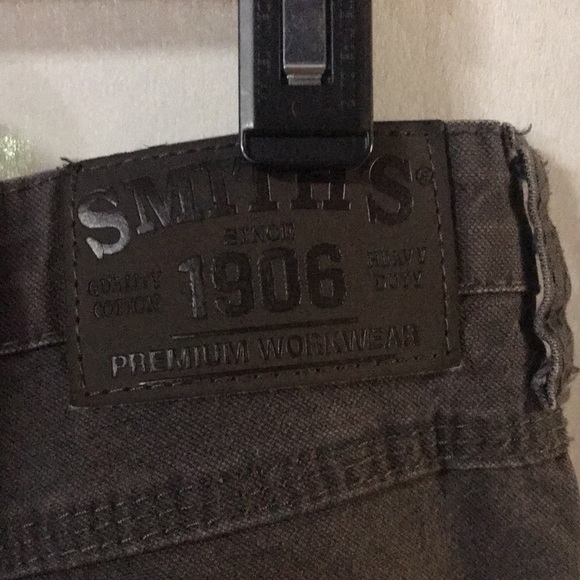 SMITH'S®
SINCE
1906
QUALITY
COTTON
HEAVY
DUTY
PREMIUM WORKWEAR